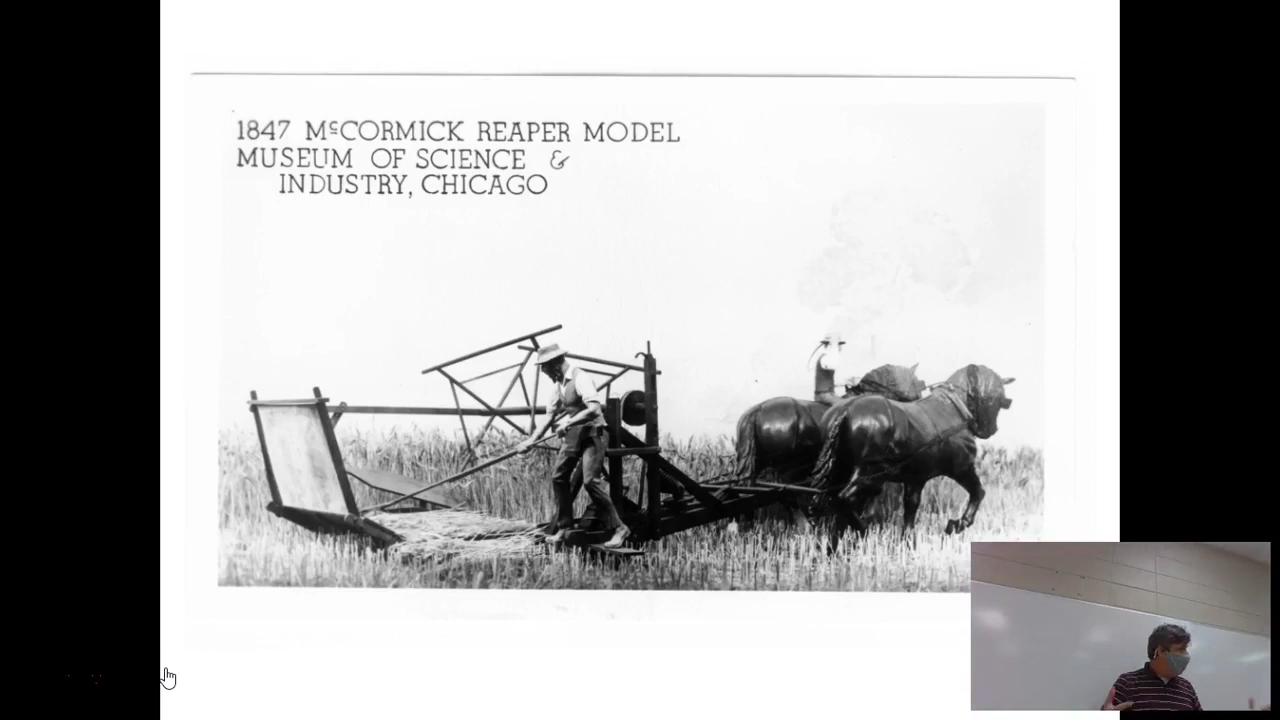 1847 MᶜCORMICK REAPER MODEL
MUSEUM OF SCIENCE &
INDUSTRY, CHICAGO